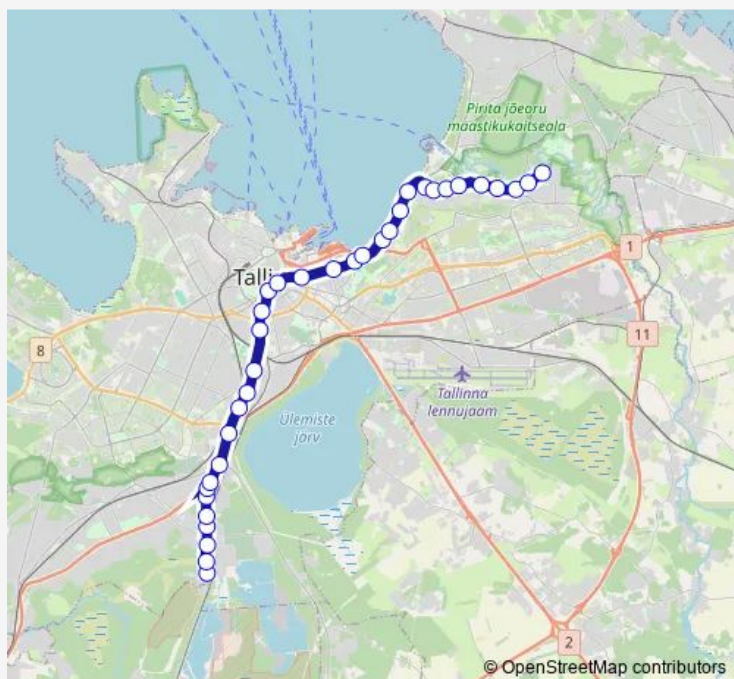 Pirita jõeoru
maastikukaitseala
1
Talli
11
8
Tallinna
lennujaam
Ülemiste
järv
2
© OpenStreetMap contributors